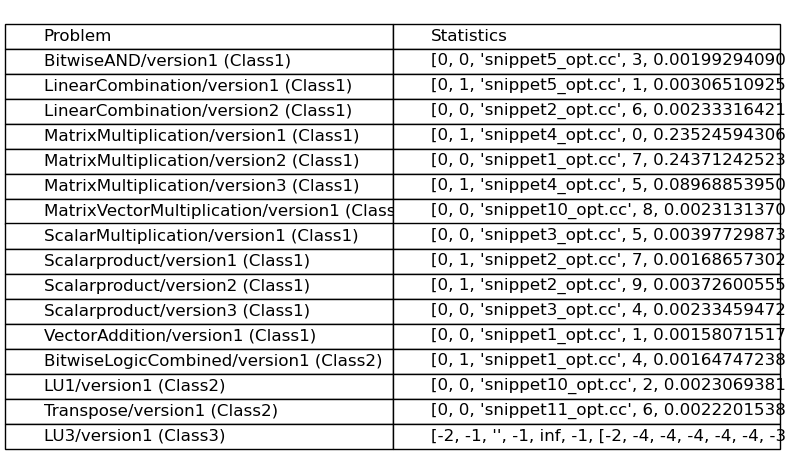 Problem Statistics
BitwiseAND/version1 (Class1) [0, 0, 'snippet5_opt.cc', 3, 0.00199294090
LinearCombination/version1 (Class1) [0, 1, 'snippet5_opt.cc', 1, 0.00306510925
LinearCombination/version2 (Class1) [0, 0, 'snippet2_opt.cc', 6, 0.00233316421
MatrixMultiplication/version1 (Class1) [0, 1, 'snippet4_opt.cc', 0, 0.23524594306
MatrixMultiplication/version2 (Class1) [0, 0, 'snippet1_opt.cc', 7, 0.24371242523
MatrixMultiplication/version3 (Class1) [0, 1, 'snippet4_opt.cc', 5, 0.08968853950
MatrixVectorMultiplication/version1 (Class [0, 0, 'snippet10_opt.cc', 8, 0.0023131370
ScalarMultiplication/version1 (Class1) [0, 0, 'snippet3_opt.cc', 5, 0.00397729873
Scalarproduct/version1 (Class1) [0, 1, 'snippet2_opt.cc', 7, 0.00168657302
Scalarproduct/version2 (Class1) [0, 1, 'snippet2_opt.cc', 9, 0.00372600555
Scalarproduct/version3 (Class1) [0, 0, 'snippet3_opt.cc', 4, 0.00233459472
VectorAddition/version1 (Class1) [0, 0, 'snippet1_opt.cc', 1, 0.00158071517
BitwiseLogicCombined/version1 (Class2) [0, 1, 'snippet1_opt.cc', 4, 0.00164747238
LU1/version1 (Class2) [0, 0, 'snippet10_opt.cc', 2, 0.0023069381
Transpose/version1 (Class2) [0, 0, 'snippet11_opt.cc', 6, 0.0022201538
LU3/version1 (Class3) [-2, -1, '', -1, inf, -1, [-2, -4, -4, -4, -4, -4, -3